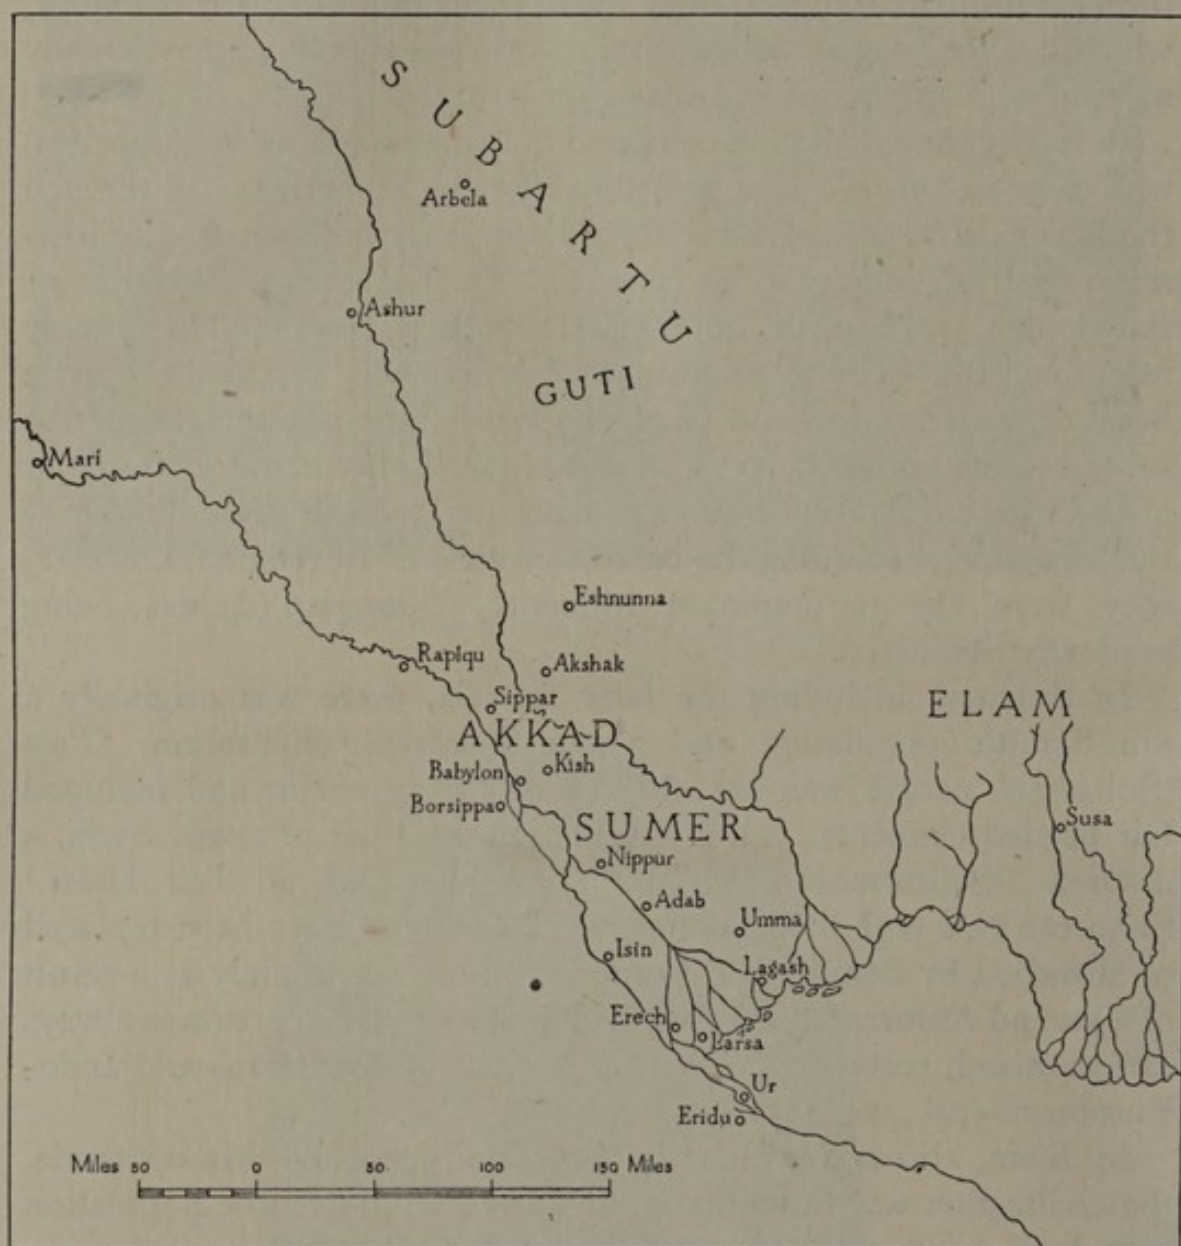 SUBARTU
Arbela
Ashur
GUTI
Mari
Eshnunna
Rapiqu
Akshak
Sippar
ELAM
AKKAD
Babylon
Kish
Borsippa
SUMER
Susa
Nippur
Adab
Umma
Isin
Lagash
Erech
Larsa
Ur
Eridu
Miles 50 0 50 100 150 Miles